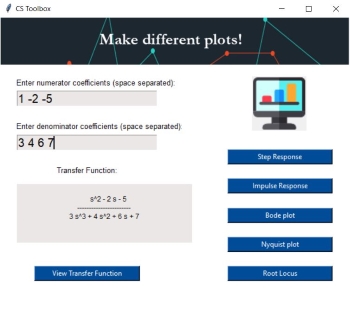 CS Toolbox
Make different plots!
Enter numerator coefficients (space separated):
1 -2 -5
Enter denominator coefficients (space separated):
3 4 6 7
Transfer Function:
s^2 - 2 s - 5
-------------------------
3 s^3 + 4 s^2 + 6 s + 7
View Transfer Function
Step Response
Impulse Response
Bode plot
Nyquist plot
Root Locus